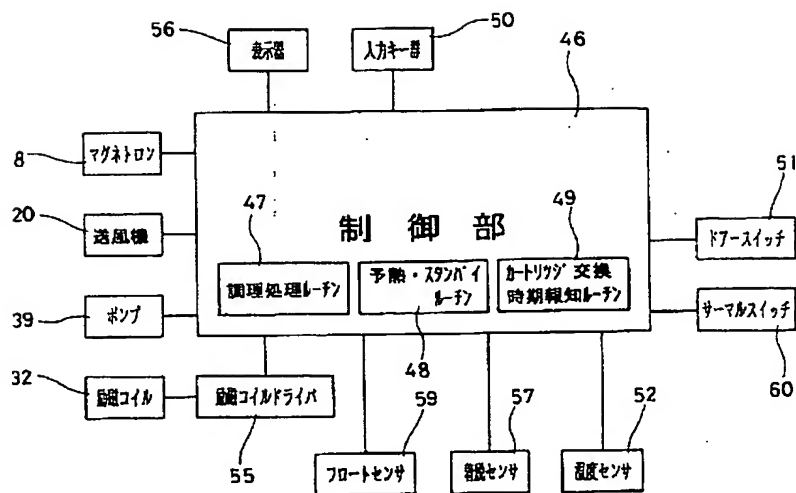 56
表示器
50
入力キー器
46
8
マグネトロン
51
20
送風機
制御部
ドアースイッチ
47
調理処理ルーチン
予熱・スタンバイ
ルーチン
48
49
カートリッジ交換
時期報知ルーチン
39
ポンプ
サーマルスイッチ
60
32
励磁コイル
励磁コイルドライバ
55
59
フロートセンサ
57
着脱センサ
52
温度センサ